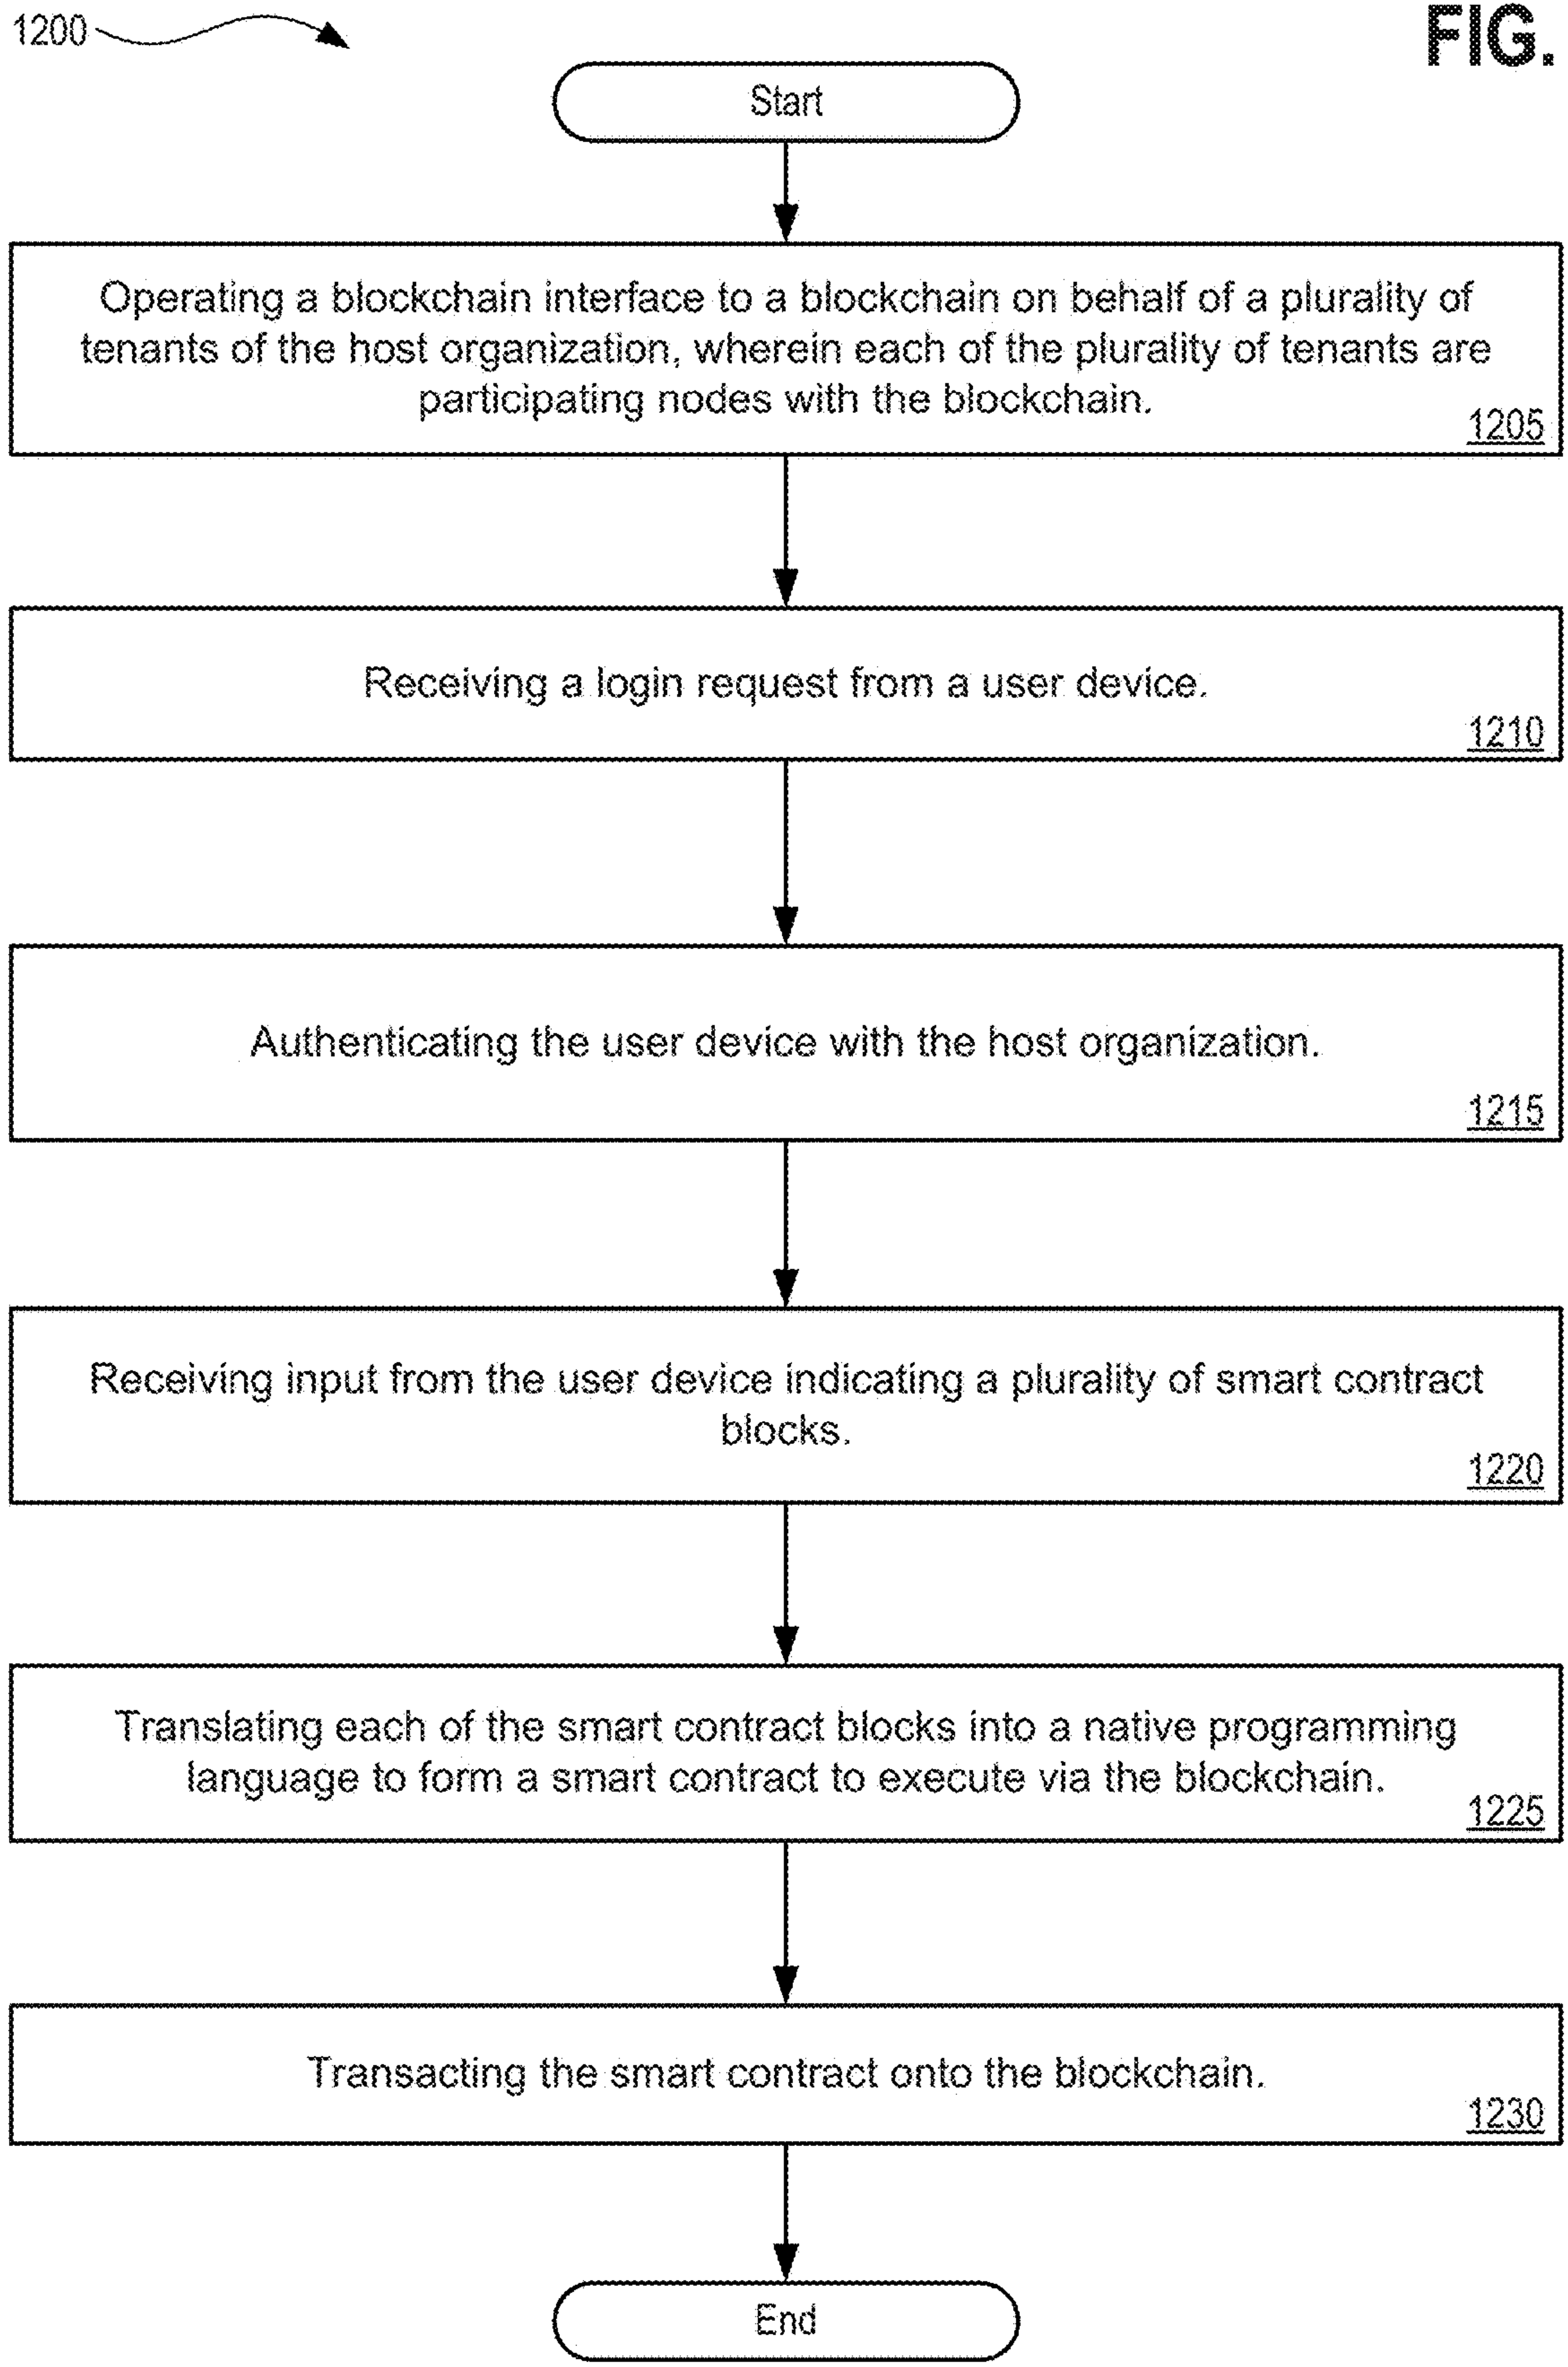 1200
FIG.
Start
Operating a blockchain interface to a blockchain on behalf of a plurality of
tenants of the host organization, wherein each of the plurality of tenants are
participating nodes with the blockchain.
1205
Receiving a login request from a user device.
1210
Authenticating the user device with the host organization.
1215
Receiving input from the user device indicating a plurality of smart contract
blocks.
1220
Translating each of the smart contract blocks into a native programming
language to form a smart contract to execute via the blockchain.
1225
Transacting the smart contract onto the blockchain.
1230
End